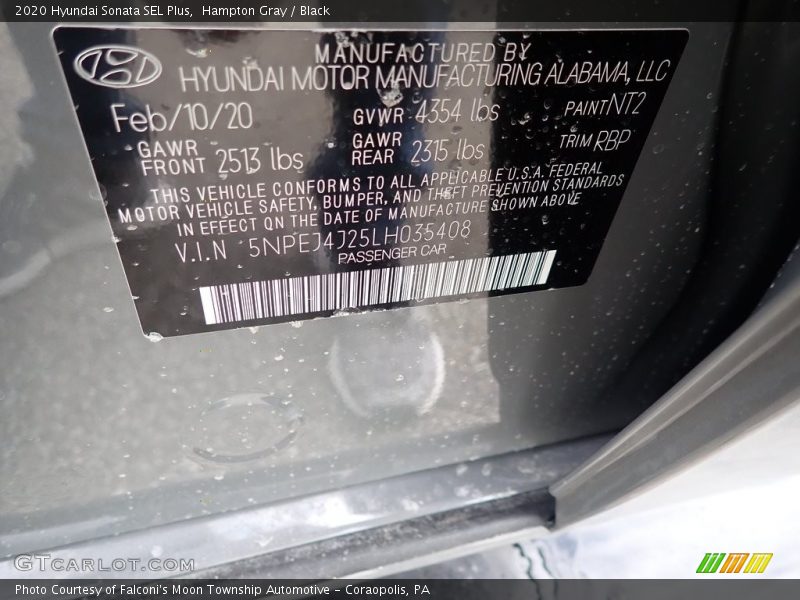 2020 Hyundai Sonata SEL Plus,  Hampton Gray / Black
MANUFACTURED BY
HYUNDAI MOTOR MANUFACTURING ALABAMA, LLC
Feb/10/20 GVWR 4354 lbs PAINT NT2
GAWR FRONT 2513 lbs GAWR REAR 2315 lbs TRIM RBP
THIS VEHICLE CONFORMS TO ALL APPLICABLE U.S.A. FEDERAL
MOTOR VEHICLE SAFETY, BUMPER, AND THEFT PREVENTION STANDARDS
IN EFFECT ON THE DATE OF MANUFACTURE SHOWN ABOVE
V.I.N 5NPEJ4J25LH035408
PASSENGER CAR
GTCARLOT.COM
Photo Courtesy of Falconi's Moon Township Automotive - Coraopolis, PA